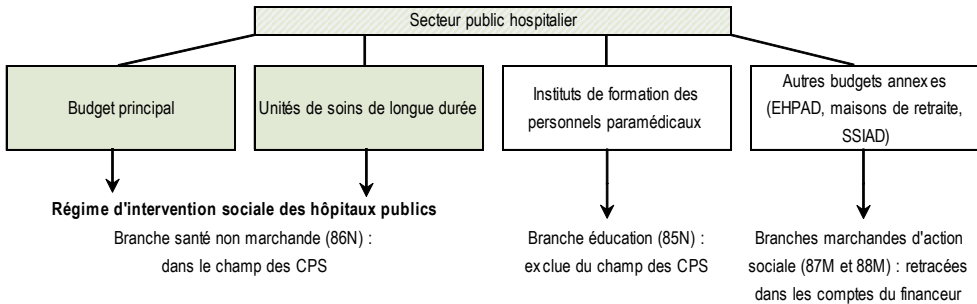 Secteur public hospitalier
Budget principal
Unités de soins de longue durée
Instituts de formation des
personnels paramédicaux
Autres budgets annexes
(EHPAD, maisons de retraite,
SSIAD)
Régime d'intervention sociale des hôpitaux publics
Branche santé non marchande (86N) :
dans le champ des CPS
Branche éducation (85N) :
exclue du champ des CPS
Branches marchandes d'action
sociale (87M et 88M) : retracées
dans les comptes du financeur